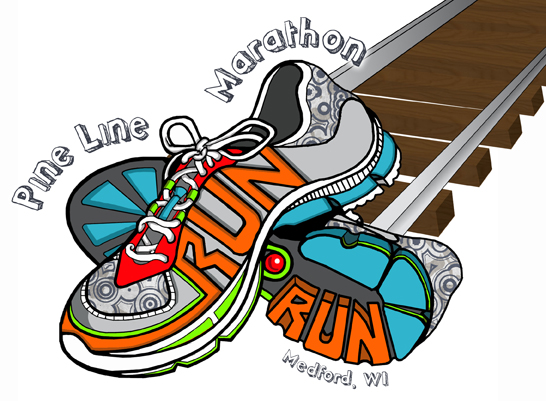 Pine Line Marathon
RUN
RUN
Medford, WI